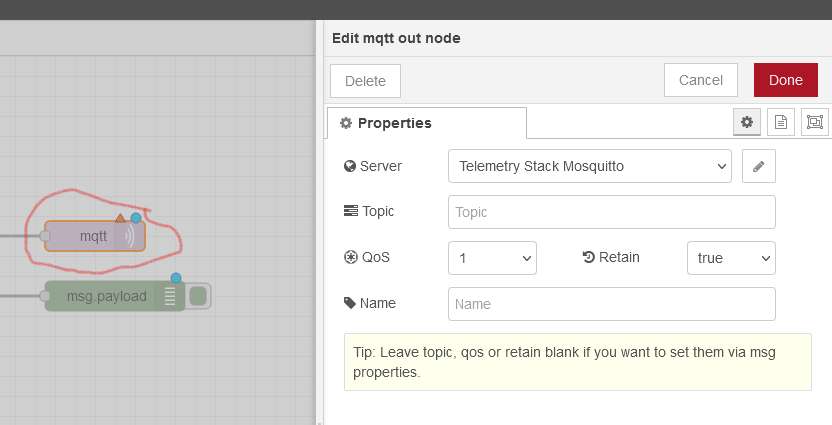 Edit mqtt out node
Delete
Cancel
Done
Properties
Server
Telemetry Stack Mosquitto
Topic
Topic
QoS
1
Retain
true
Name
Name
Tip: Leave topic, qos or retain blank if you want to set them via msg
properties.
mqtt
msg.payload